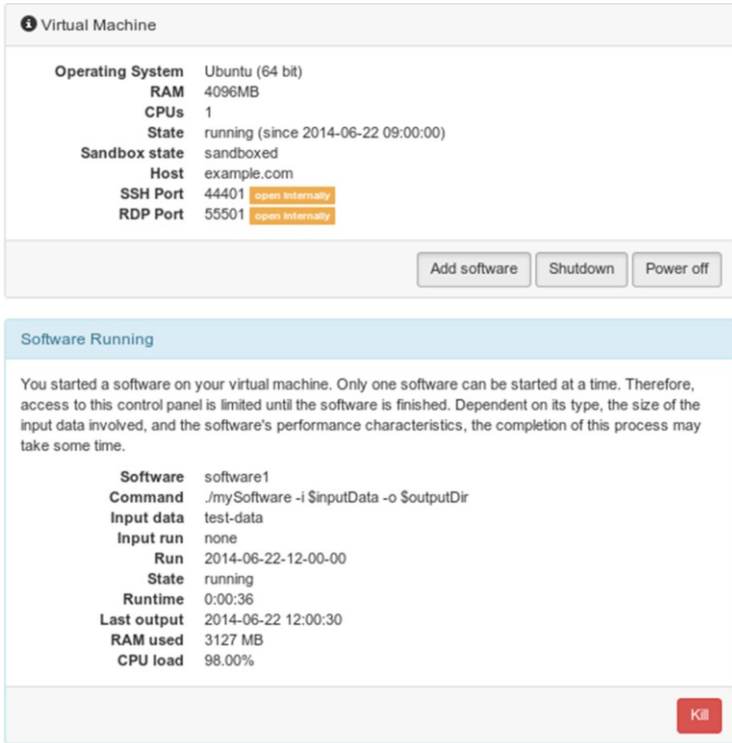 Virtual Machine
Operating System Ubuntu (64 bit)
RAM 4096MB
CPUs 1
State running (since 2014-06-22 09:00:00)
Sandbox state sandboxed
Host example.com
SSH Port 44401 open internally
RDP Port 55501 open internally
Add software Shutdown Power off
Software Running
You started a software on your virtual machine. Only one software can be started at a time. Therefore,
access to this control panel is limited until the software is finished. Dependent on its type, the size of the
input data involved, and the software's performance characteristics, the completion of this process may
take some time.
Software software1
Command ./mySoftware -i $inputData -o $outputDir
Input data test-data
Input run none
Run 2014-06-22-12-00-00
State running
Runtime 0:00:36
Last output 2014-06-22 12:00:30
RAM used 3127 MB
CPU load 98.00%
Kill